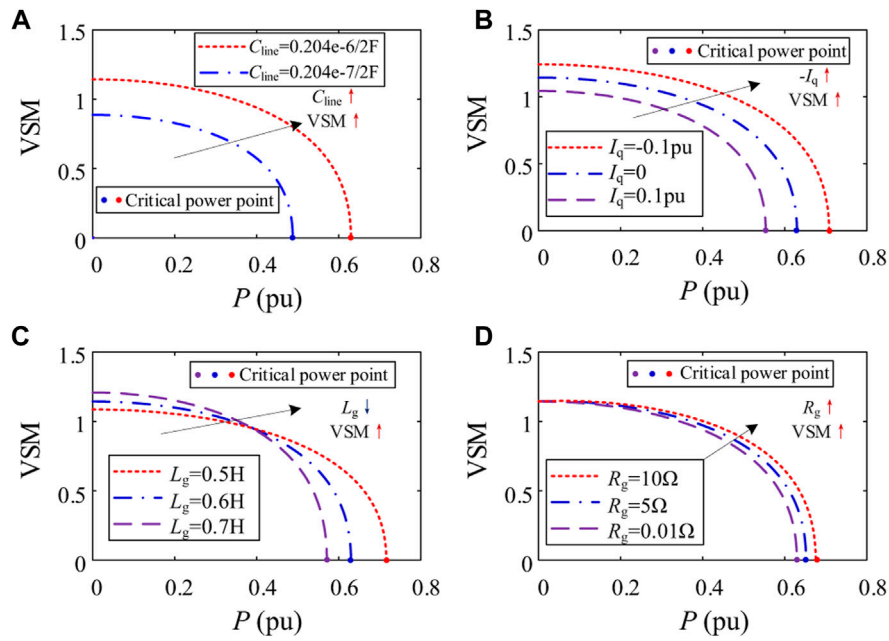 A
1.5
1
0.5
0
VSM
C_line=0.204e-6/2F
C_line=0.204e-7/2F
C_line ↑
VSM ↑
Critical power point
0 0.2 0.4 0.6 0.8
P (pu)
B
1.5
1.0
0.5
0
VSM
Critical power point
-I_q ↑
VSM ↑
I_q=-0.1pu
I_q=0
I_q=0.1pu
0 0.2 0.4 0.6 0.8
P (pu)
C
1.5
1
0.5
0
VSM
Critical power point
L_g ↓
VSM ↑
L_g=0.5H
L_g=0.6H
L_g=0.7H
0 0.2 0.4 0.6 0.8
P (pu)
D
1.5
1
0.5
0
VSM
Critical power point
R_g ↑
VSM ↑
R_g=10Ω
R_g=5Ω
R_g=0.01Ω
0 0.2 0.4 0.6 0.8
P (pu)